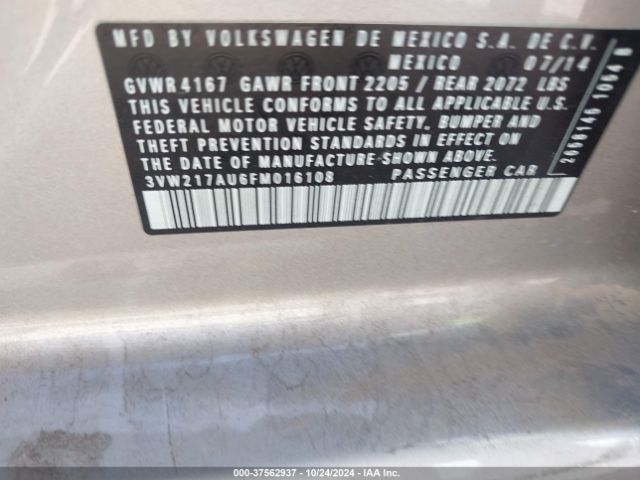 MFD BY VOLKSWAGEN DE MEXICO S.A. DE C.V.
MEXICO 07/14
GVWR 4167 GAWR FRONT 2205 / REAR 2072 LBS
THIS VEHICLE CONFORMS TO ALL APPLICABLE U.S.
FEDERAL MOTOR VEHICLE SAFETY, BUMPER AND
THEFT PREVENTION STANDARDS IN EFFECT ON
THE DATE OF MANUFACTURE SHOWN ABOVE.
3VW217AU6FM016108 PASSENGER CAR
2658146 1064 B
000-37562937 - 10/24/2024 - IAA Inc.